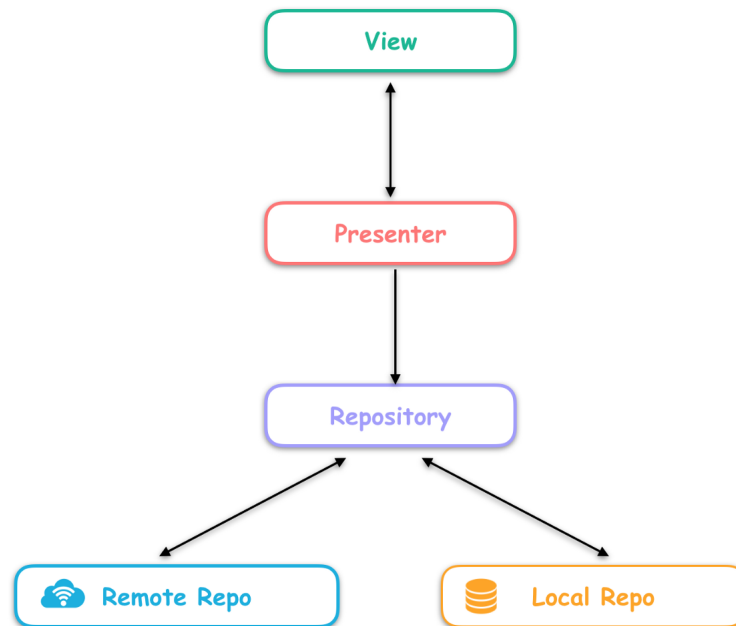 View
Presenter
Repository
Remote Repo
Local Repo